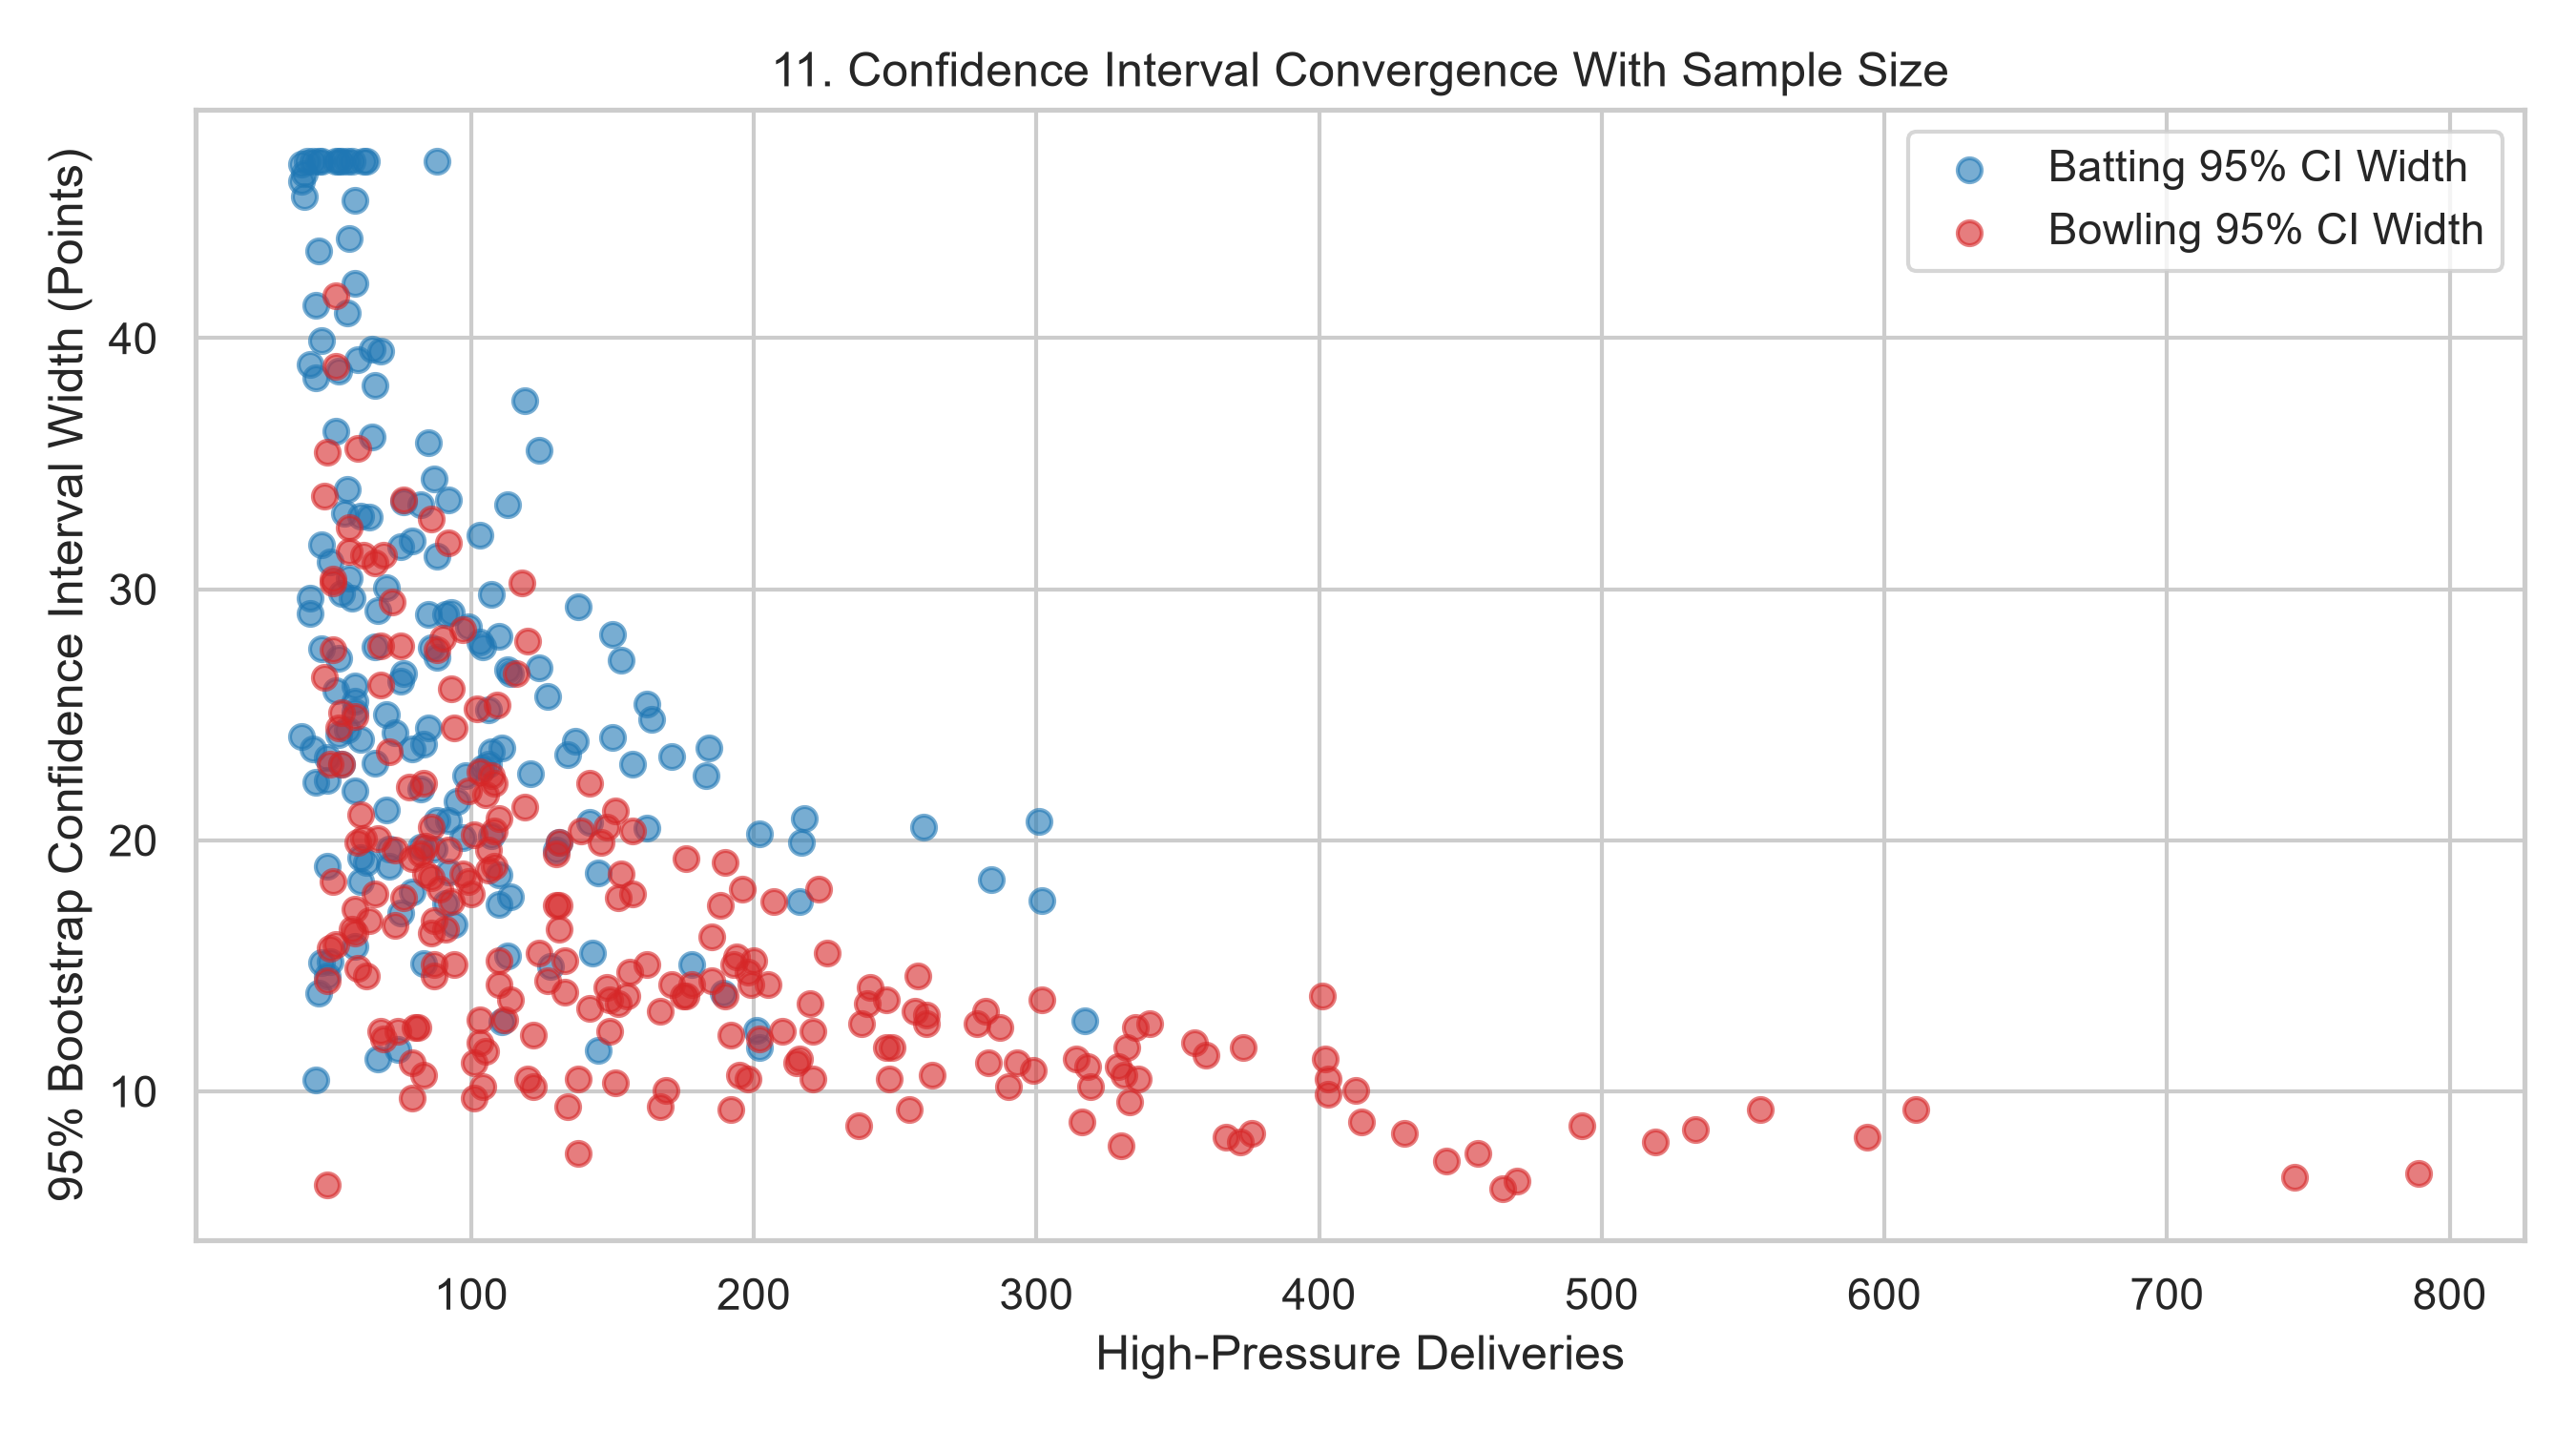 11. Confidence Interval Convergence With Sample Size
Batting 95% CI Width
Bowling 95% CI Width
95% Bootstrap Confidence Interval Width (Points)
40
30
20
10
100 200 300 400 500 600 700 800
High-Pressure Deliveries